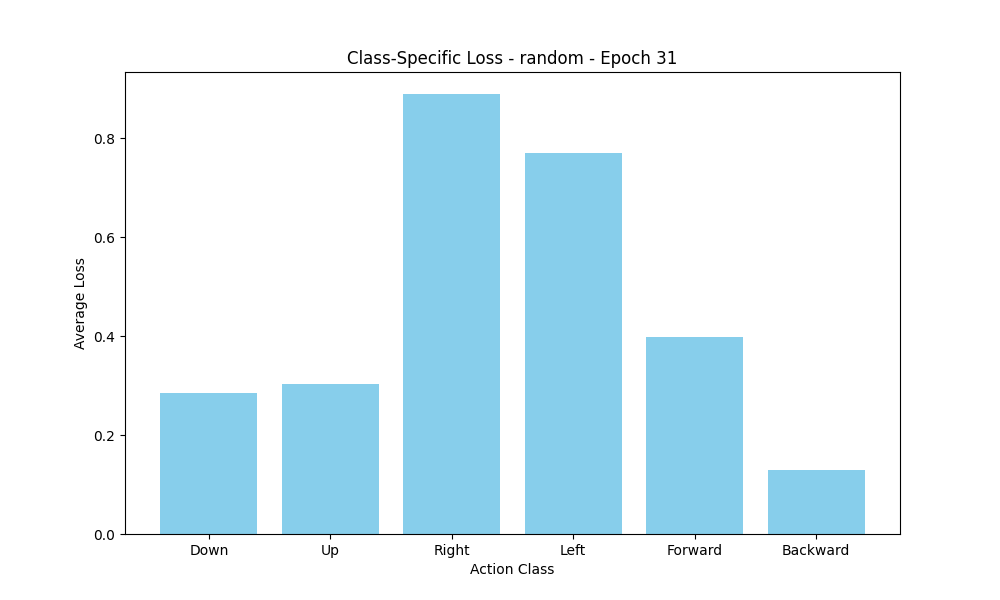 Class-Specific Loss - random - Epoch 31
Average Loss
0.8
0.6
0.4
0.2
0.0
Down Up Right Left Forward Backward
Action Class